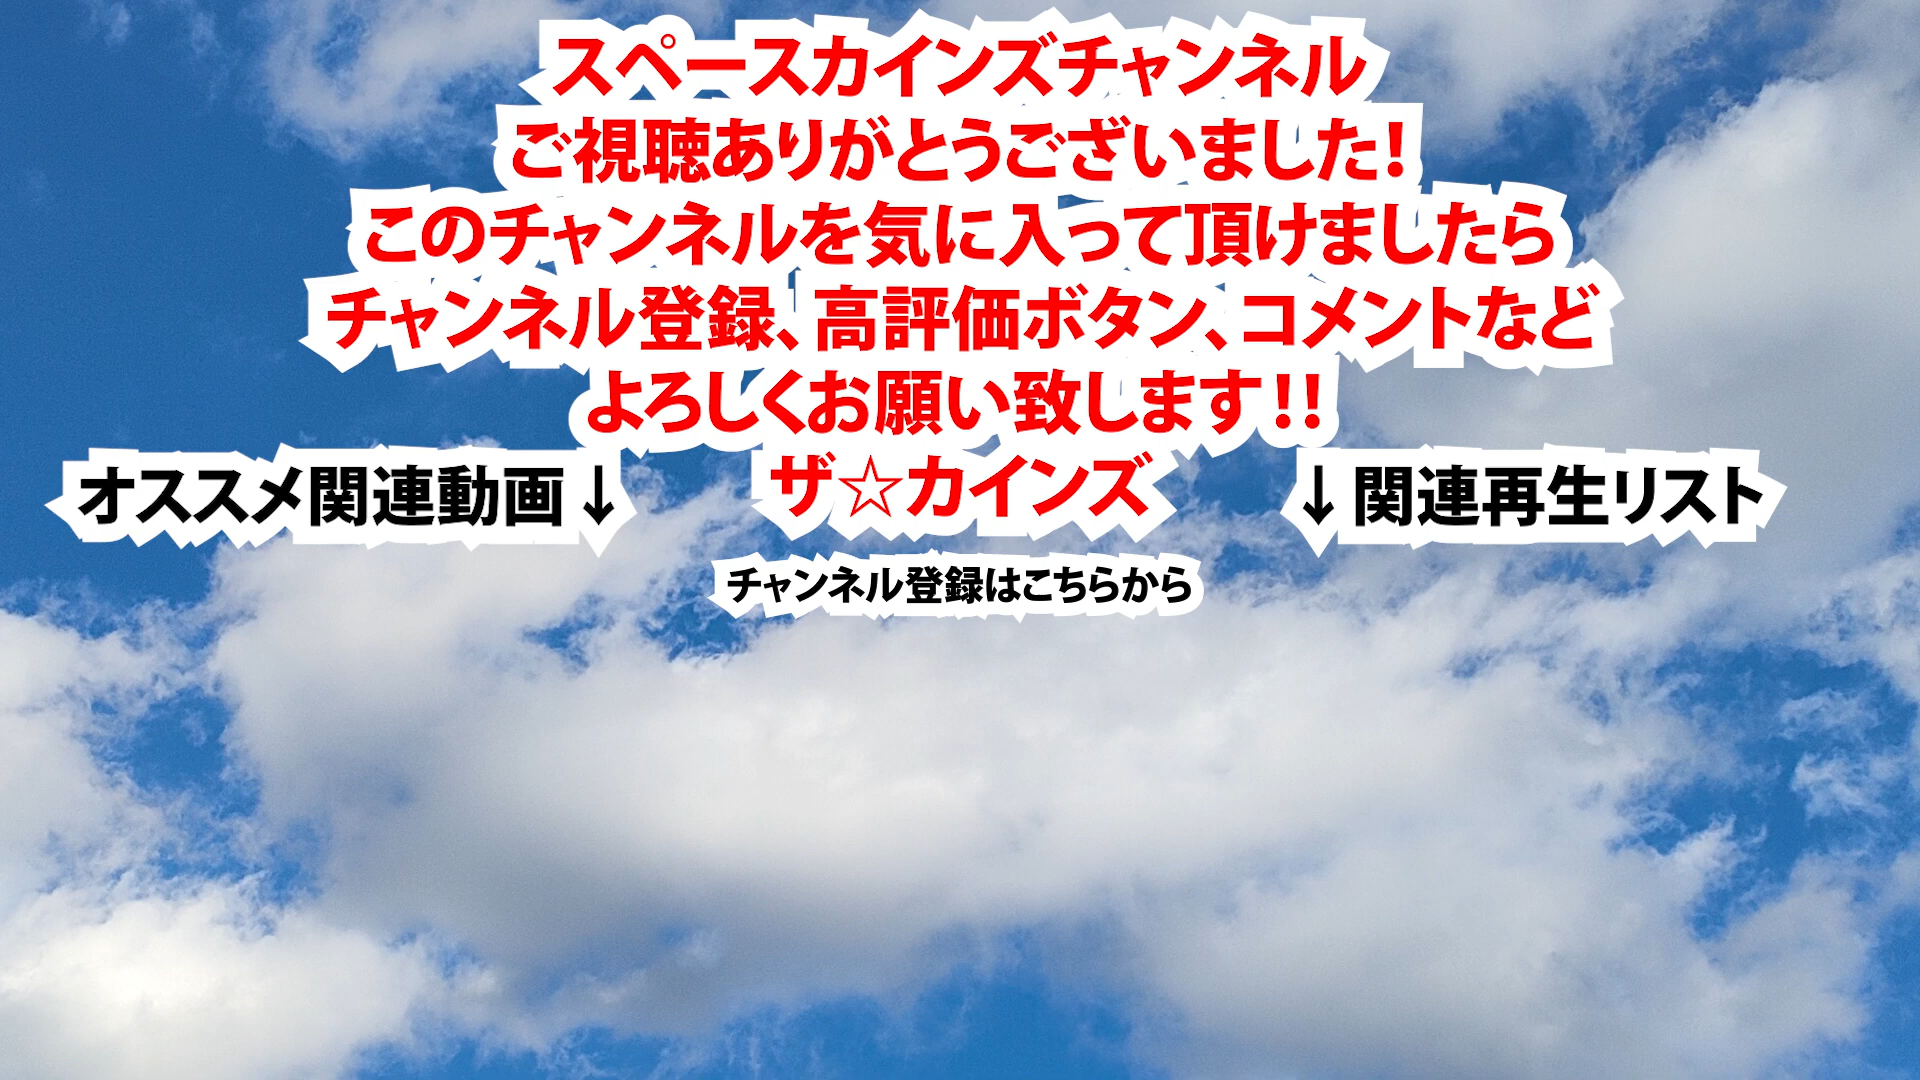 スペースカインズチャンネル
ご視聴ありがとうございました!
このチャンネルを気に入って頂けましたら
チャンネル登録、高評価ボタン、コメントなど
よろしくお願い致します!!
オススメ関連動画↓
ザ☆カインズ
↓関連再生リスト
チャンネル登録はこちらから